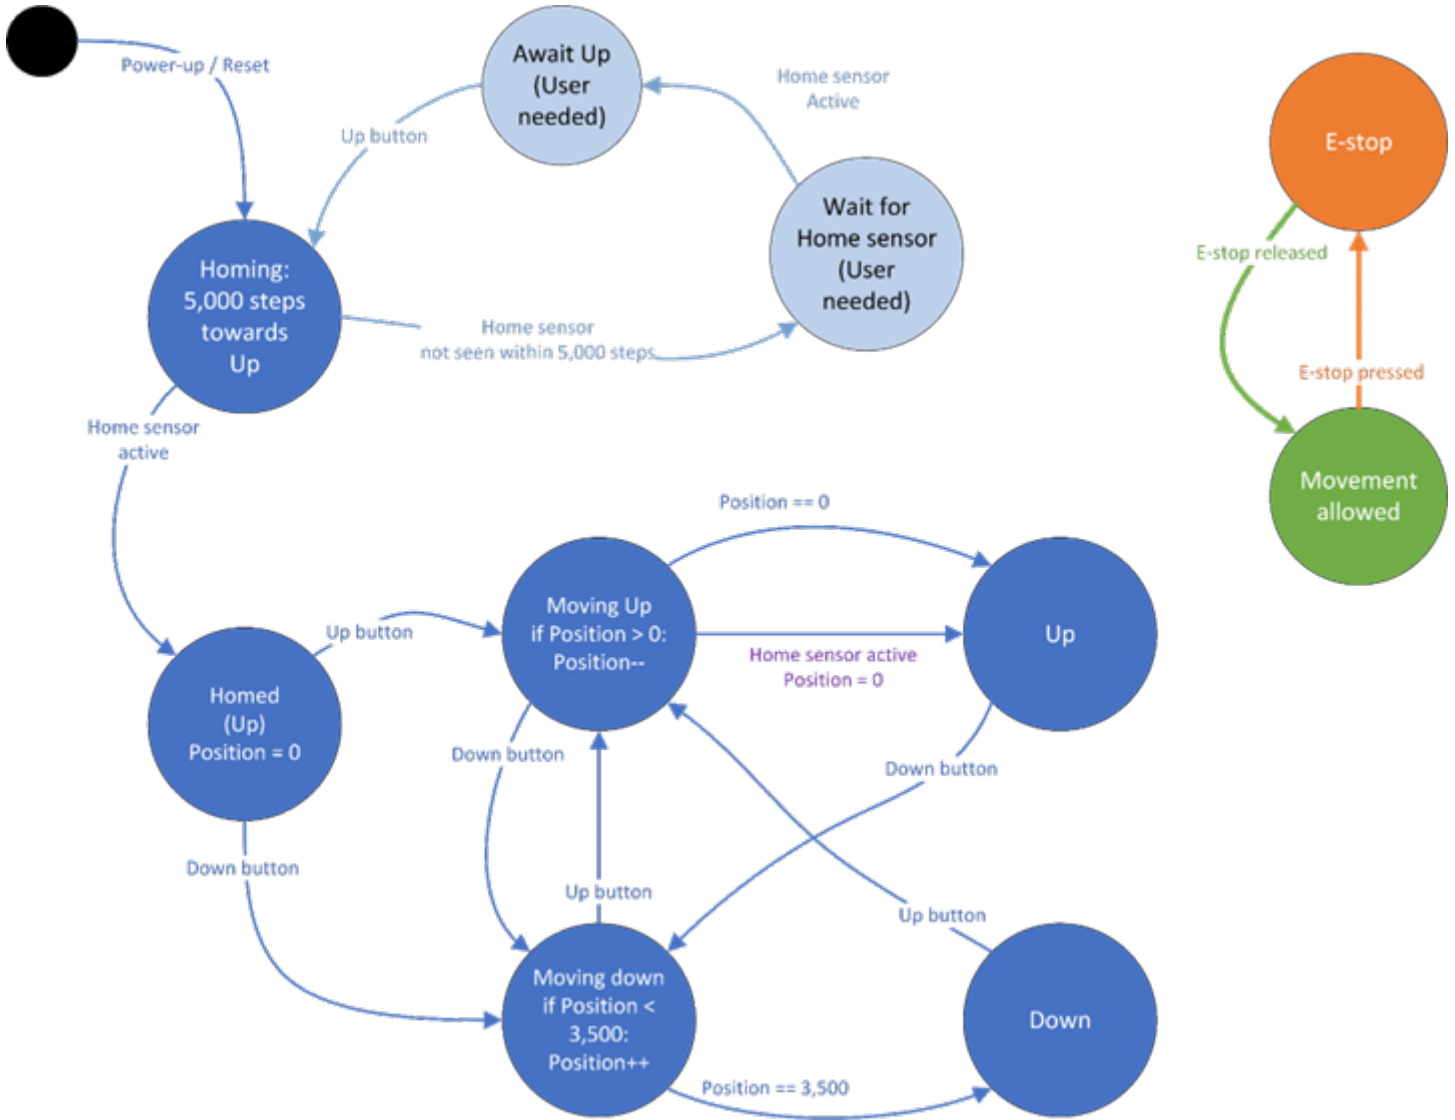 Power-up / Reset
Await Up
(User
needed)
Home sensor
Active
Up button
Wait for
Home sensor
(User
needed)
Homing:
5,000 steps
towards
Up
Home sensor
not seen within 5,000 steps
Home sensor
active
E-stop
E-stop released
E-stop pressed
Movement
allowed
Position == 0
Moving Up
if Position > 0:
Position--
Up
Home sensor active
Position = 0
Up button
Homed
(Up)
Position = 0
Down button
Down button
Down button
Up button
Up button
Moving down
if Position <
3,500:
Position++
Down
Position == 3,500